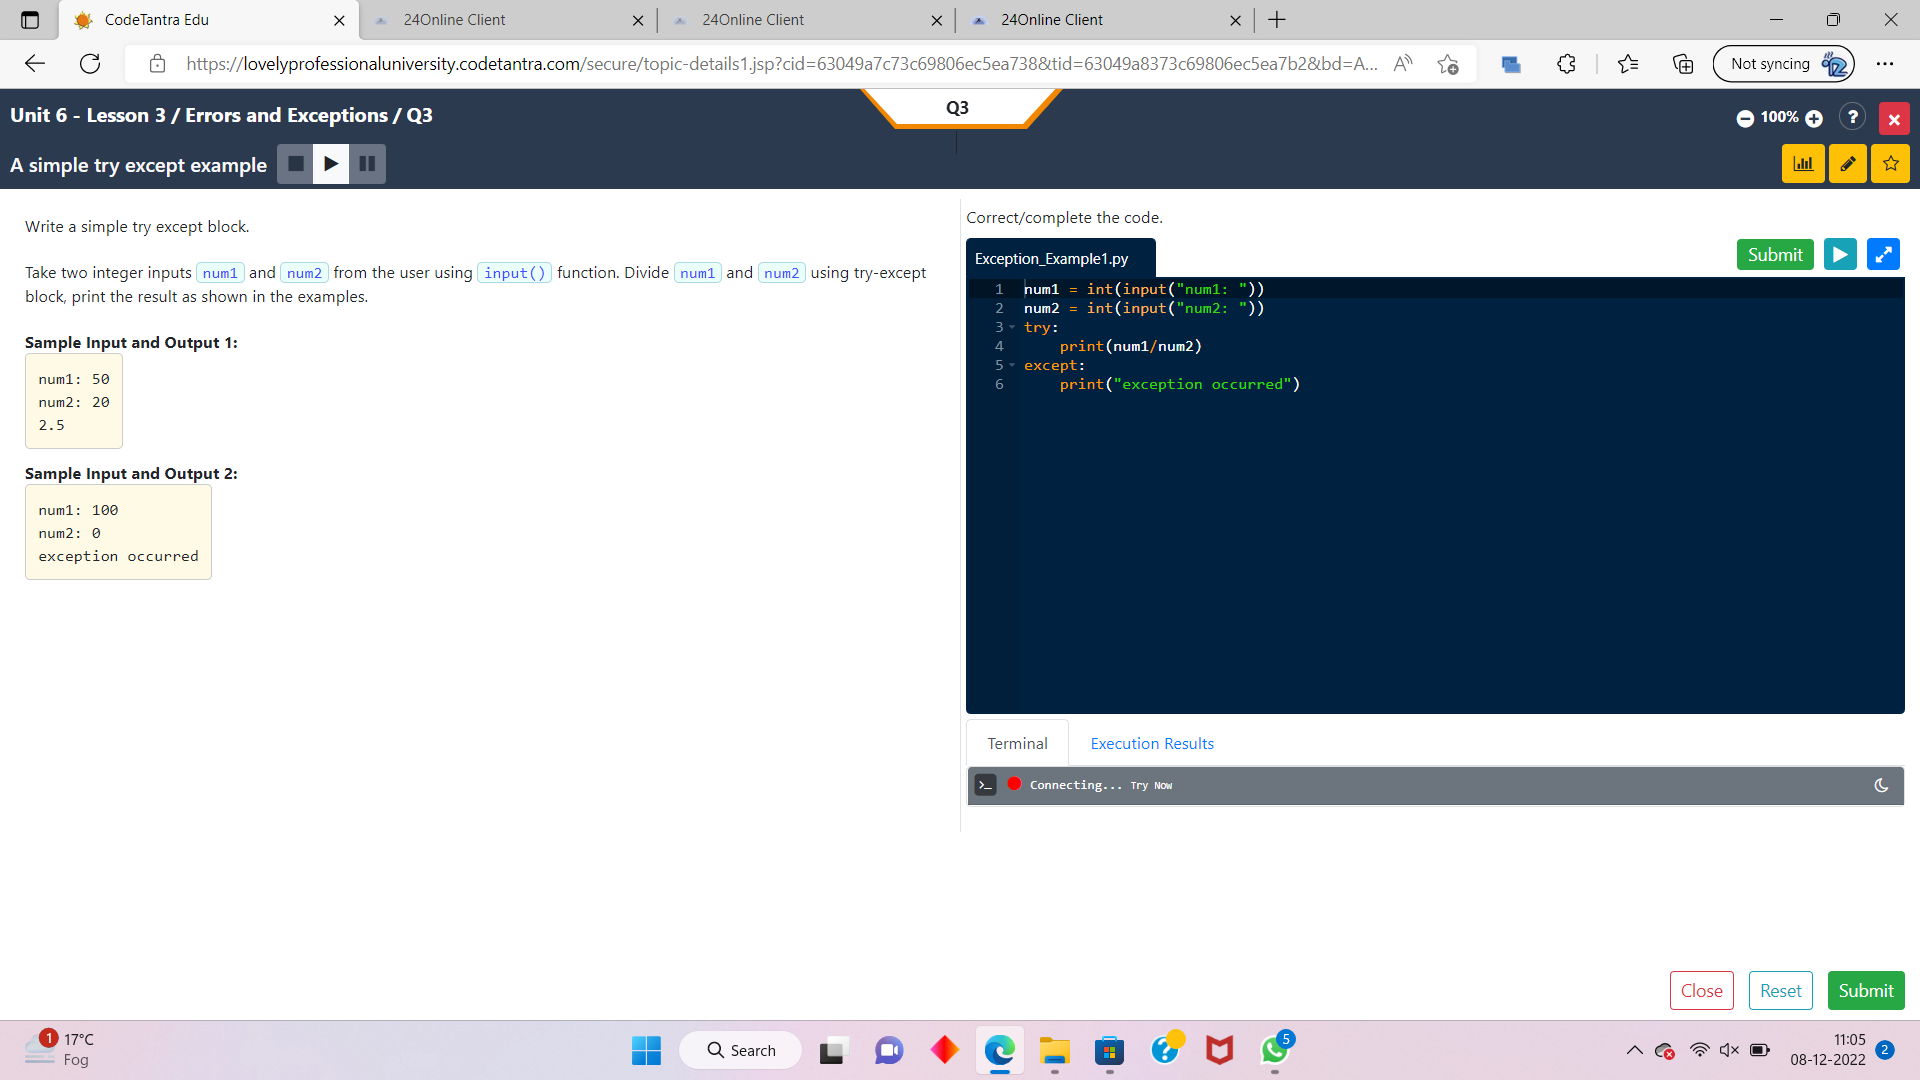 CodeTantra Edu
24Online Client
24Online Client
24Online Client
https://lovelyprofessionaluniversity.codetantra.com/secure/topic-details1.jsp?cid=63049a7c73c69806ec5ea738&tid=63049a8373c69806ec5ea7b2&bd=A...
Not syncing
Unit 6 - Lesson 3 / Errors and Exceptions / Q3
Q3
100%
?
A simple try except example
Write a simple try except block.
Take two integer inputs num1 and num2 from the user using input() function. Divide num1 and num2 using try-except
block, print the result as shown in the examples.
Sample Input and Output 1:
num1: 50
num2: 20
2.5
Sample Input and Output 2:
num1: 100
num2: 0
exception occurred
Correct/complete the code.
Exception_Example1.py
Submit
1 num1 = int(input("num1: "))
2 num2 = int(input("num2: "))
3 try:
4 print(num1/num2)
5 except:
6 print("exception occurred")
Terminal
Execution Results
Connecting... Try Now
Close
Reset
Submit
1
17°C
Fog
Search
5
11:05
08-12-2022
2